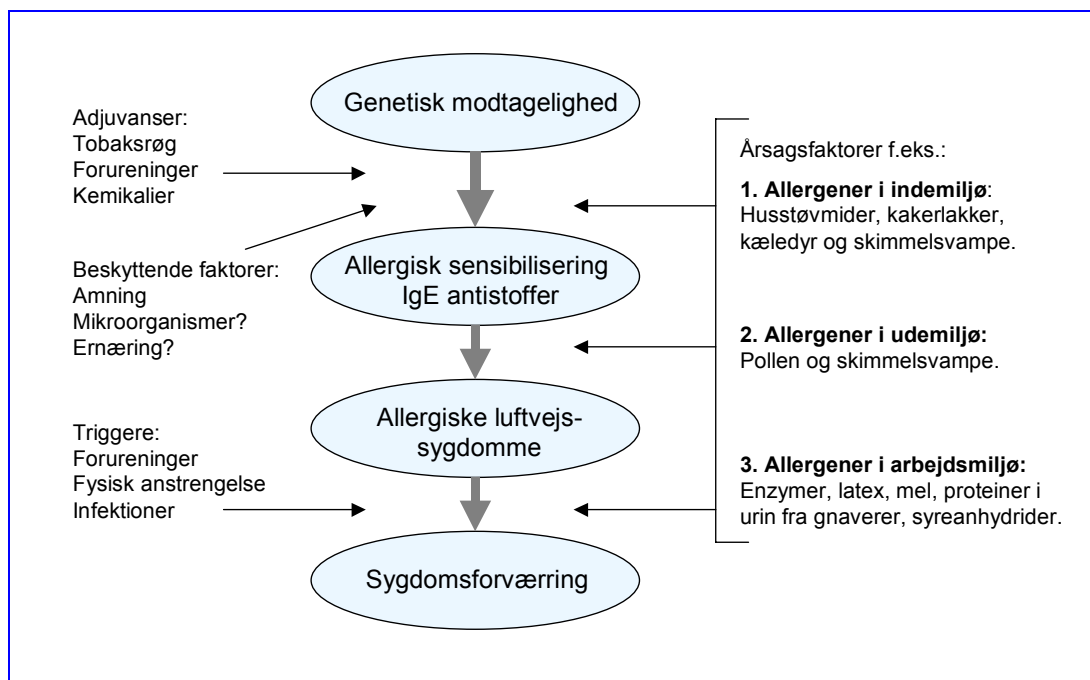 Genetisk modtagelighed
Adjuvanser:
Tobaksrøg
Forureninger
Kemikalier
Beskyttende faktorer:
Amning
Mikroorganismer?
Ernæring?
Allergisk sensibilisering
IgE antistoffer
Allergiske luftvejs-
sygdomme
Triggere:
Forureninger
Fysisk anstrengelse
Infektioner
Sygdomsforværring
Årsagsfaktorer f.eks.:
1. Allergener i indemiljø:
Husstøvmider, kakerlakker,
kæledyr og skimmelsvampe.
2. Allergener i udemiljø:
Pollen og skimmelsvampe.
3. Allergener i arbejdsmiljø:
Enzymer, latex, mel, proteiner i
urin fra gnaverer, syreanhydrider.